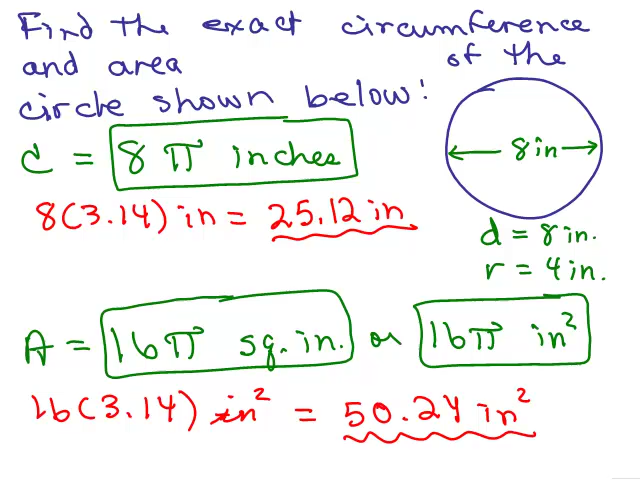 Find the exact circumference
and area of the
circle shown below!
8 in
C = 8 π inches
8(3.14) in = 25.12 in
d = 8 in.
r = 4 in.
A = 16π sq. in. or 16π in²
16(3.14) in² = 50.24 in²